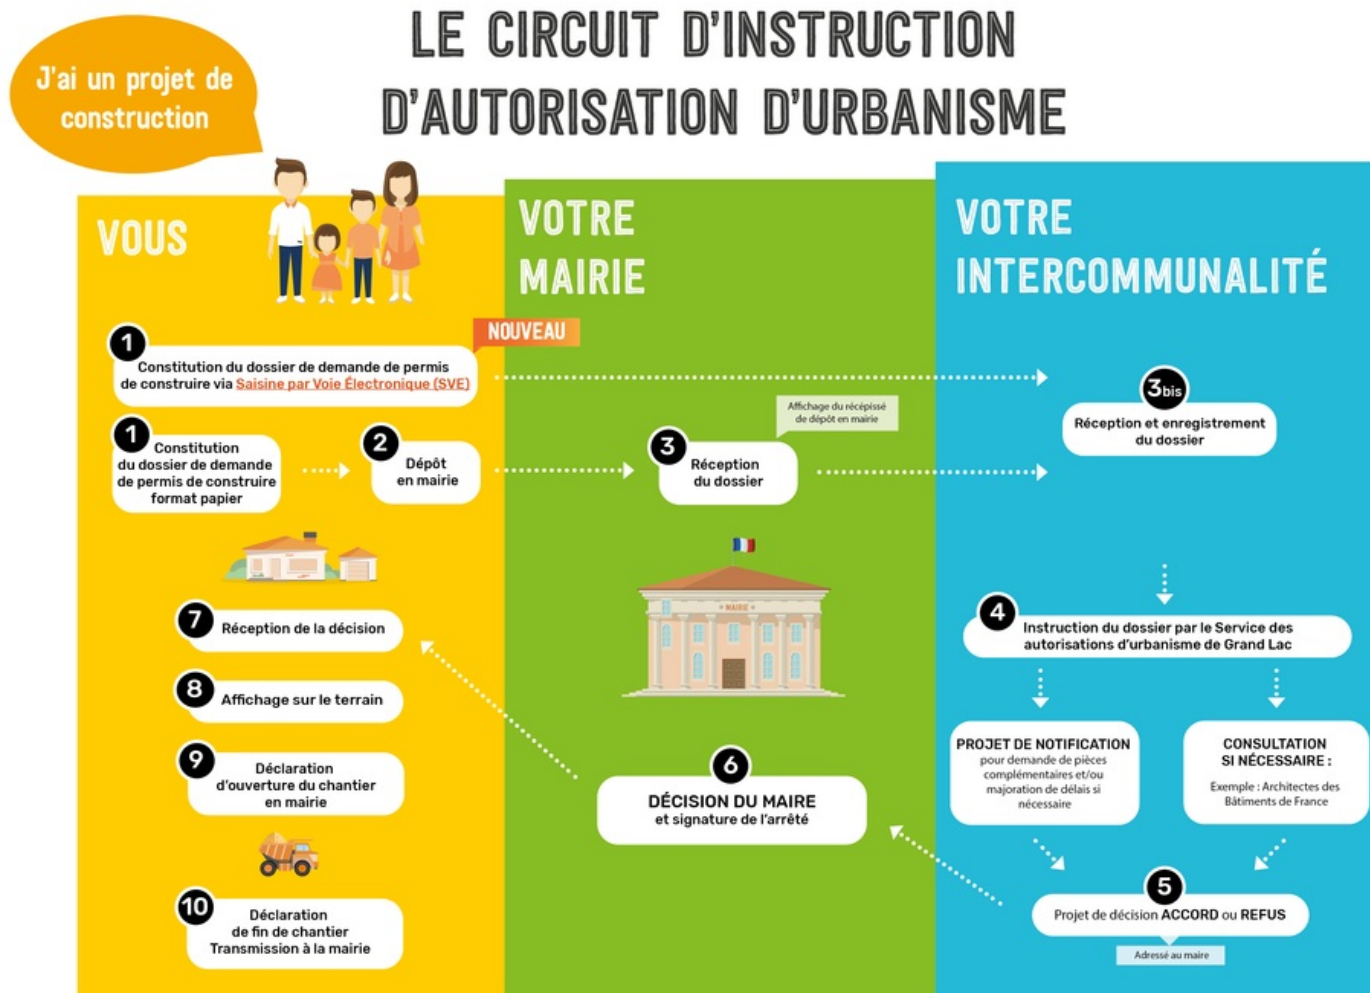 LE CIRCUIT D'INSTRUCTION
D'AUTORISATION D'URBANISME
J'ai un projet de
construction
VOUS
VOTRE
MAIRIE
VOTRE
INTERCOMMUNALITÉ
NOUVEAU
1
Constitution du dossier de demande de permis
de construire via Saisine par Voie Électronique (SVE)
1
Constitution
du dossier de demande
de permis de construire
format papier
2
Dépôt
en mairie
Affichage du récépissé
de dépôt en mairie
3
Réception
du dossier
3bis
Réception et enregistrement
du dossier
MAIRIE
4
Instruction du dossier par le Service des
autorisations d'urbanisme de Grand Lac
PROJET DE NOTIFICATION
pour demande de pièces
complémentaires et/ou
majoration de délais si
nécessaire
CONSULTATION
SI NÉCESSAIRE :
Exemple : Architectes des
Bâtiments de France
5
Projet de décision ACCORD ou REFUS
Adressé au maire
6
DÉCISION DU MAIRE
et signature de l'arrêté
7
Réception de la décision
8
Affichage sur le terrain
9
Déclaration
d'ouverture du chantier
en mairie
10
Déclaration
de fin de chantier
Transmission à la mairie